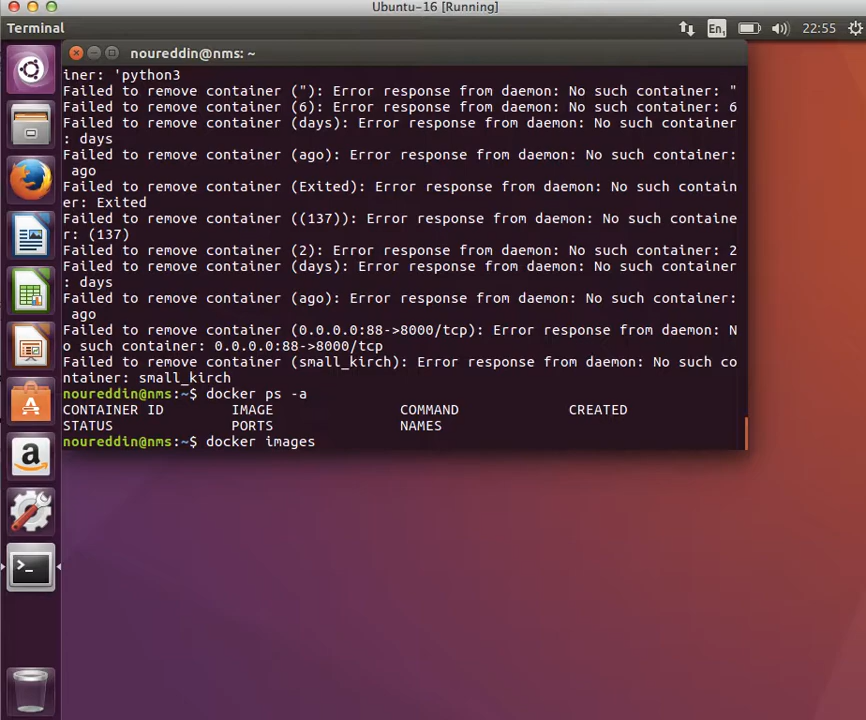 Ubuntu-16 [Running]
Terminal
En1
22:55
noureddin@nms: ~
iner: 'python3
Failed to remove container ("): Error response from daemon: No such container: "
Failed to remove container (6): Error response from daemon: No such container: 6
Failed to remove container (days): Error response from daemon: No such container
: days
Failed to remove container (ago): Error response from daemon: No such container:
 ago
Failed to remove container (Exited): Error response from daemon: No such contain
er: Exited
Failed to remove container ((137)): Error response from daemon: No such containe
r: (137)
Failed to remove container (2): Error response from daemon: No such container: 2
Failed to remove container (days): Error response from daemon: No such container
: days
Failed to remove container (ago): Error response from daemon: No such container:
 ago
Failed to remove container (0.0.0.0:88->8000/tcp): Error response from daemon: N
o such container: 0.0.0.0:88->8000/tcp
Failed to remove container (small_kirch): Error response from daemon: No such co
ntainer: small_kirch
noureddin@nms:~$ docker ps -a
CONTAINER ID IMAGE COMMAND CREATED
STATUS PORTS NAMES
noureddin@nms:~$ docker images